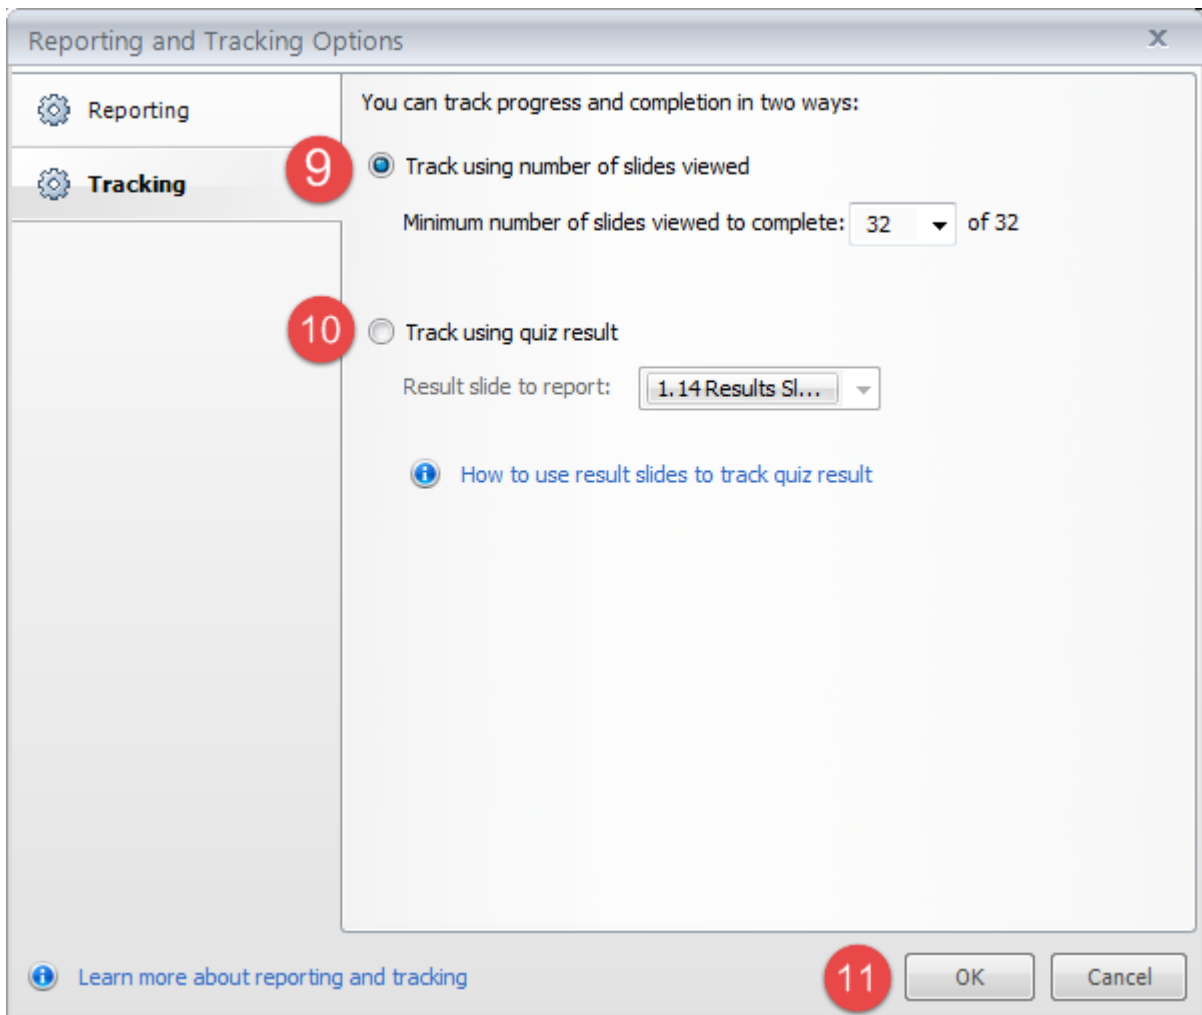 Reporting and Tracking Options
x
Reporting
Tracking
You can track progress and completion in two ways:
9
Track using number of slides viewed
Minimum number of slides viewed to complete: 32 of 32
10
Track using quiz result
Result slide to report: 1.14 Results Sl...
How to use result slides to track quiz result
Learn more about reporting and tracking
11
OK
Cancel